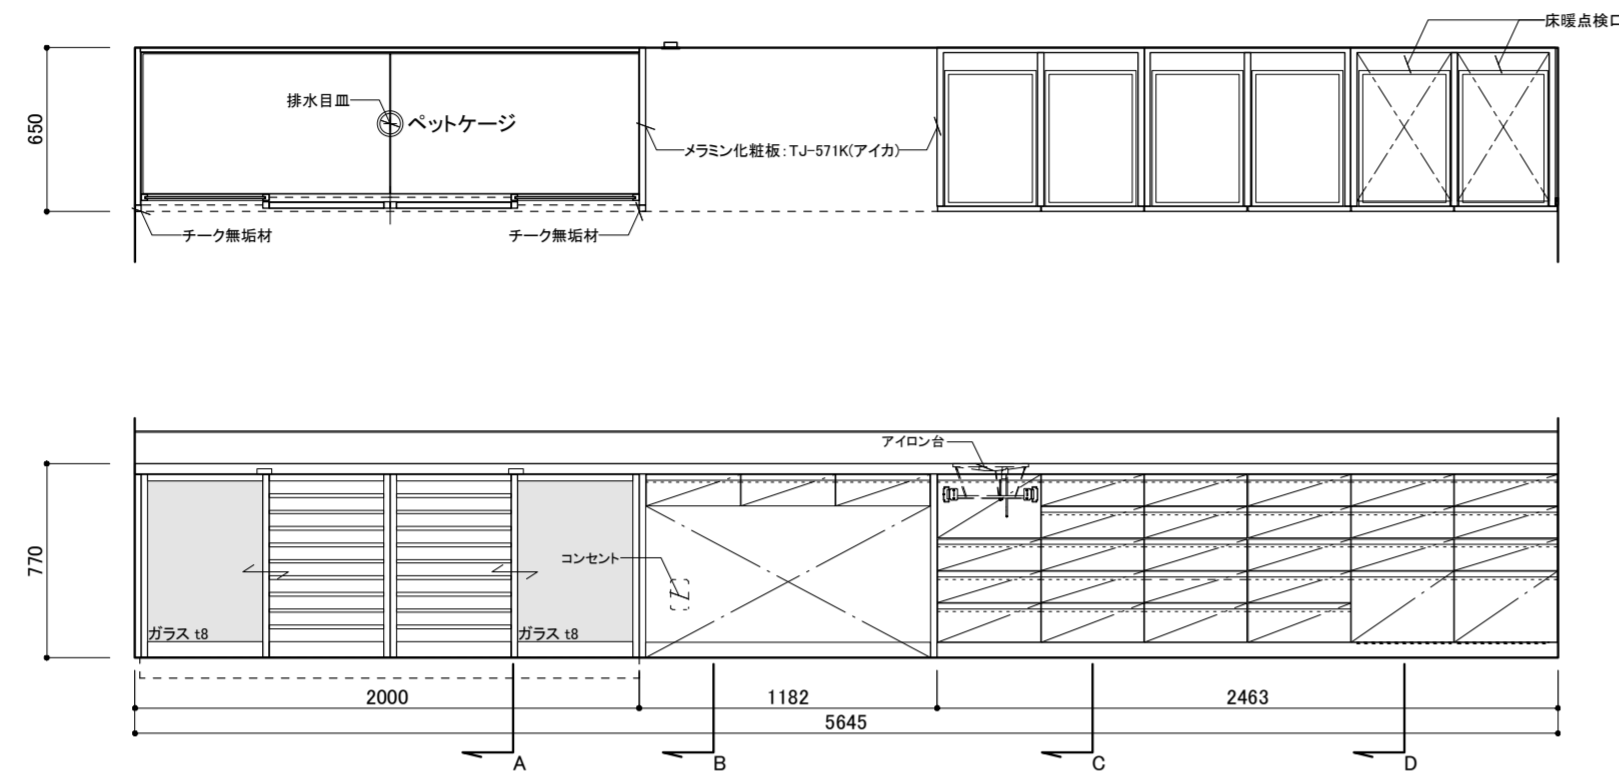 床暖点検口
650
排水目皿
ペットケージ
メラミン化粧板:TJ-571K(アイカ)
チーク無垢材
チーク無垢材
アイロン台
770
コンセント
ガラス t8
ガラス t8
2000
1182
2463
5645
A
B
C
D